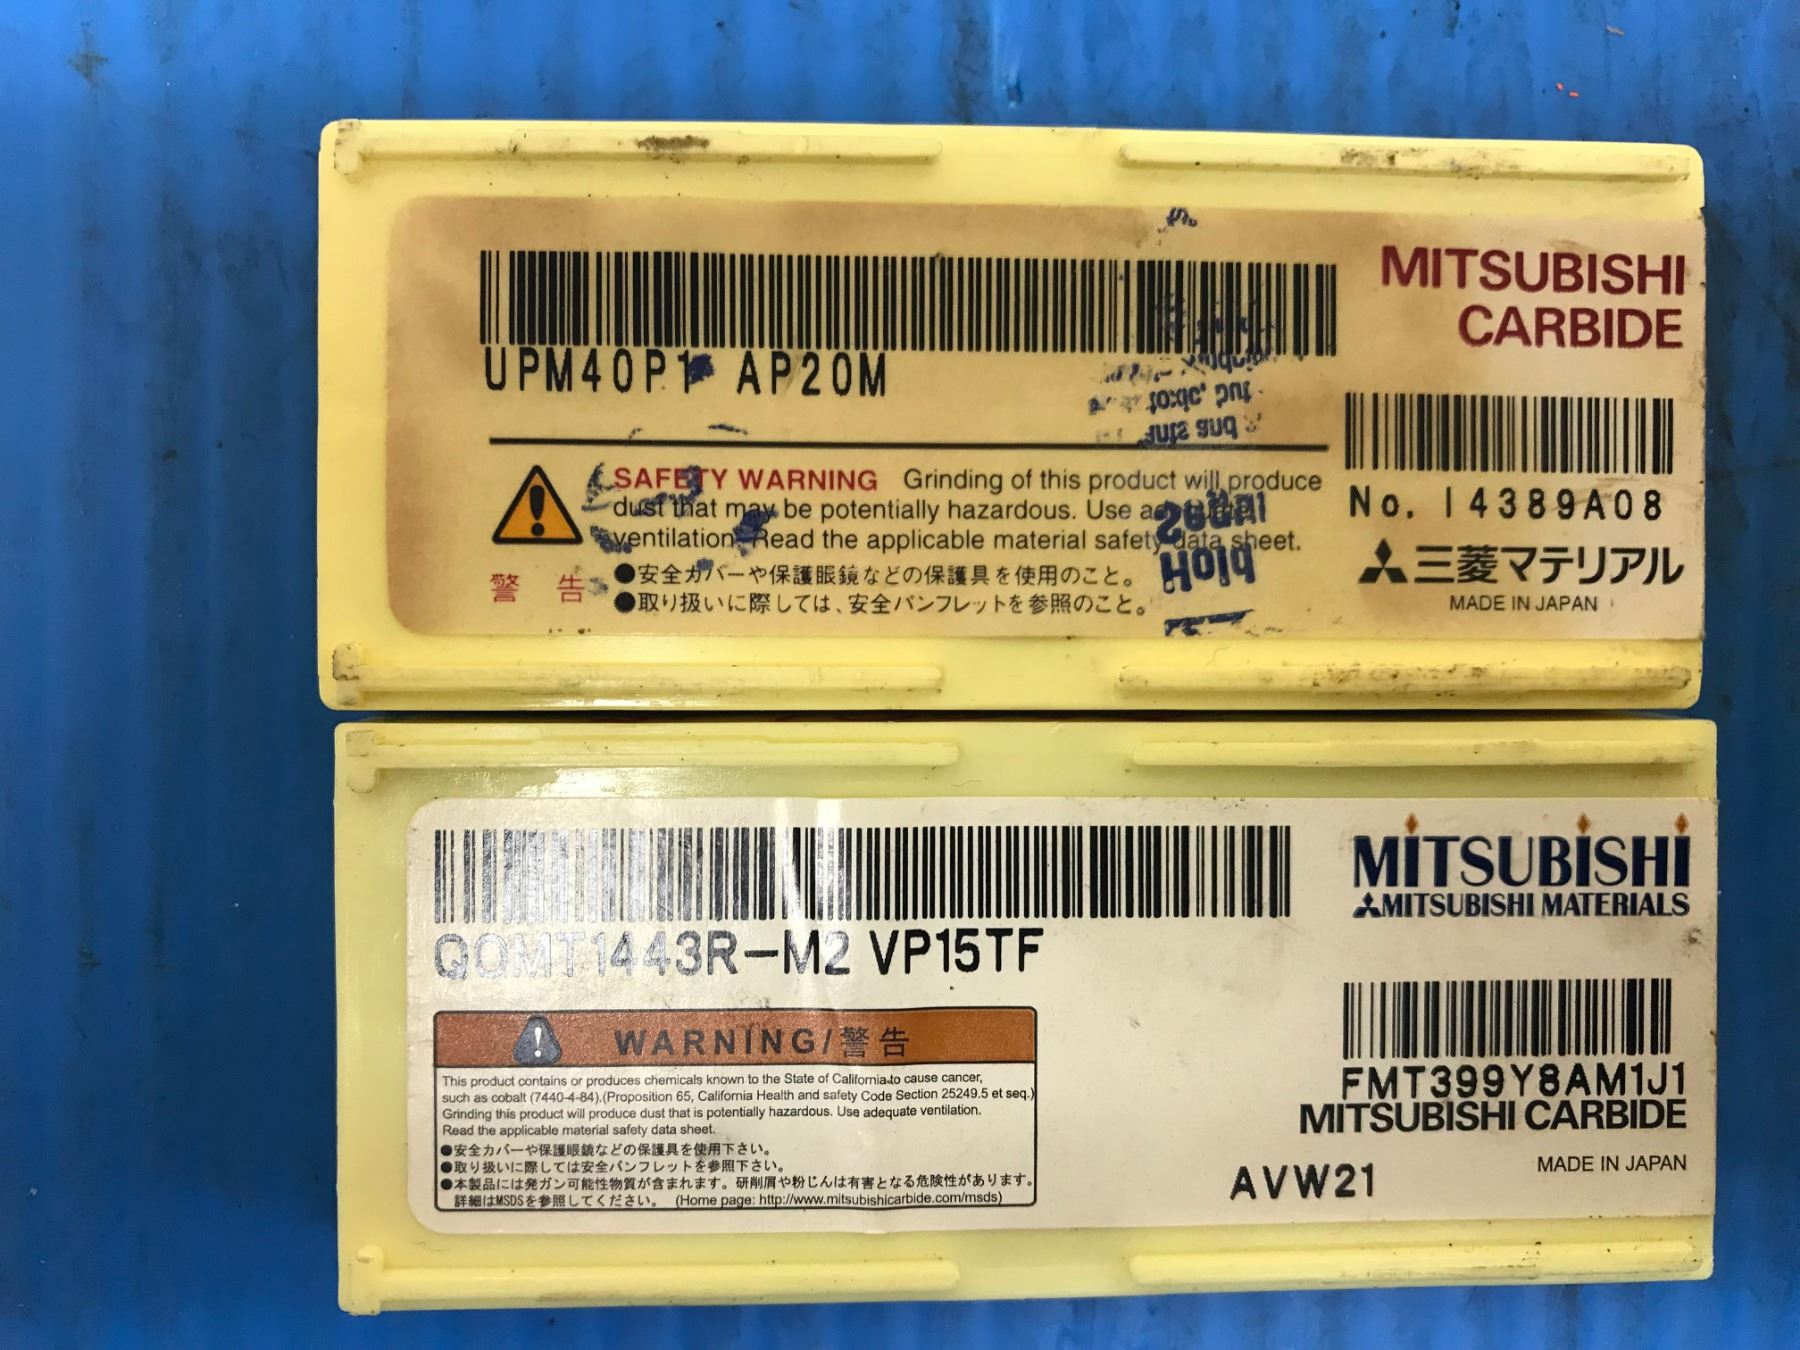 MITSUBISHI
CARBIDE
UPM40P1 AP20M
No. 14389A08
SAFETY WARNING Grinding of this product will produce
dust that may be potentially hazardous. Use
ventilation. Read the applicable material safety data sheet.
警 告
●安全カバーや保護眼鏡などの保護具を使用のこと。
●取り扱いに際しては、安全パンフレットを参照のこと。
三菱マテリアル
MADE IN JAPAN
Hold
MITSUBISHI
MITSUBISHI MATERIALS
QOMT1443R-M2 VP15TF
WARNING/警告
This product contains or produces chemicals known to the State of California to cause cancer,
such as cobalt (7440-4-84).(Proposition 65, California Health and safety Code Section 25249.5 et seq.)
Grinding this product will produce dust that is potentially hazardous. Use adequate ventilation.
Read the applicable material safety data sheet.
●安全カバーや保護眼鏡などの保護具を使用下さい。
●取り扱いに際しては安全パンフレットを参照下さい。
●本製品には発ガン可能性物質が含まれます。研削屑や粉じんは有害となる危険性があります。
詳細はMSDSを参照してください。 (Home page: http://www.mitsubishicarbide.com/msds)
FMT399Y8AM1J1
MITSUBISHI CARBIDE
MADE IN JAPAN
AVW21